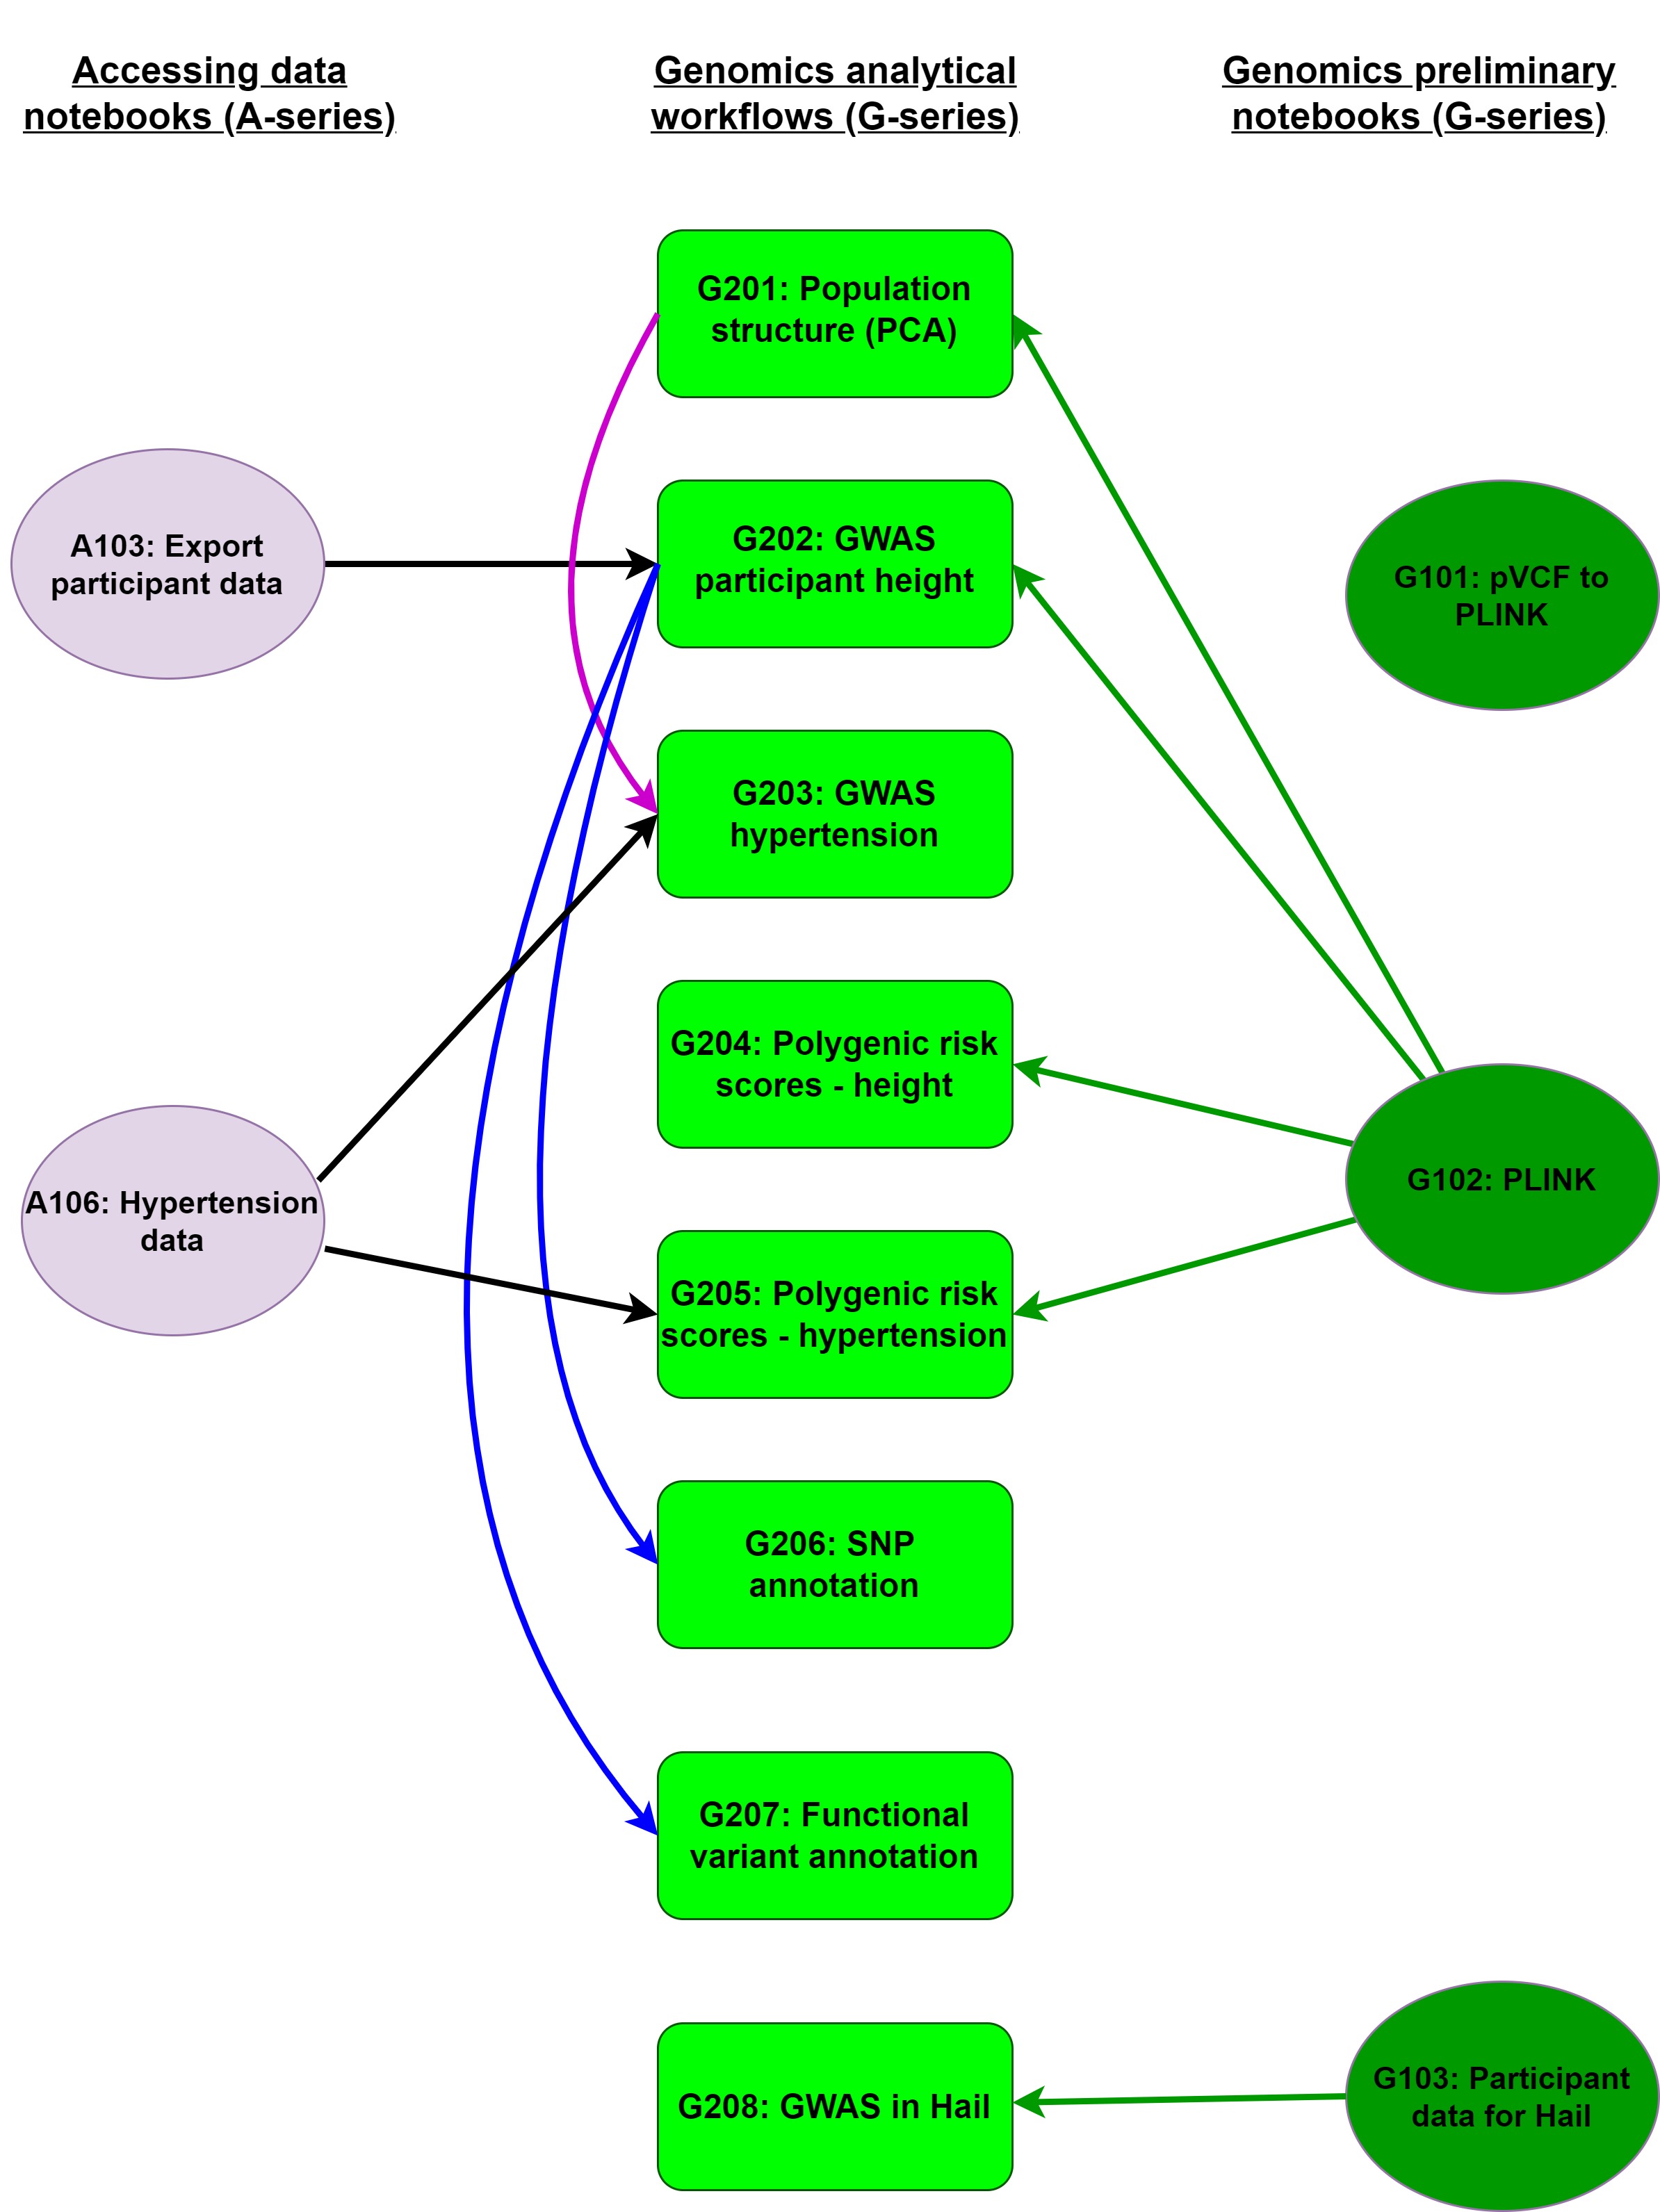 Accessing data
notebooks (A-series)
Genomics analytical
workflows (G-series)
Genomics preliminary
notebooks (G-series)
G201: Population
structure (PCA)
A103: Export
participant data
G202: GWAS
participant height
G101: pVCF to
PLINK
G203: GWAS
hypertension
G204: Polygenic risk
scores - height
G102: PLINK
A106: Hypertension
data
G205: Polygenic risk
scores - hypertension
G206: SNP
annotation
G207: Functional
variant annotation
G208: GWAS in Hail
G103: Participant
data for Hail